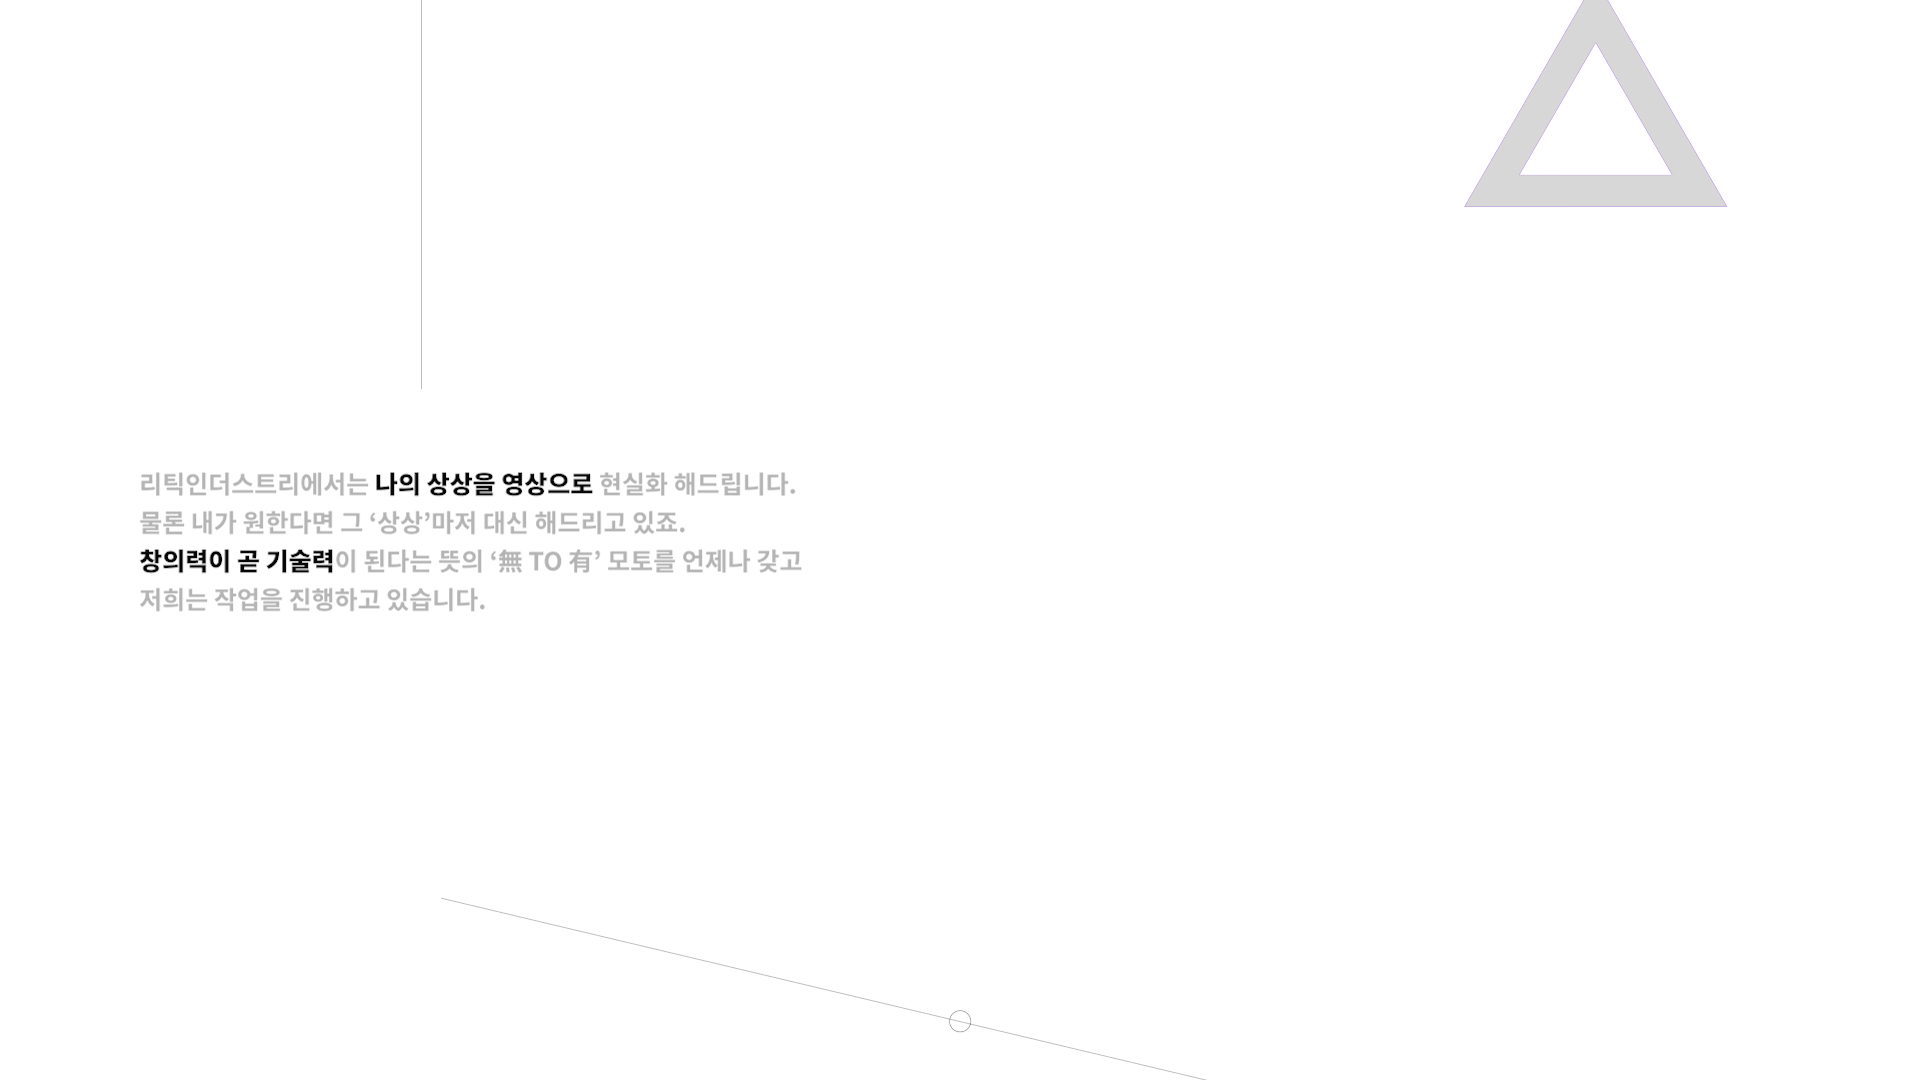 리틱인더스트리에서는 나의 상상을 영상으로 현실화 해드립니다.
물론 내가 원한다면 그 ‘상상’마저 대신 해드리고 있죠.
창의력이 곧 기술력이 된다는 뜻의 ‘無 TO 有’ 모토를 언제나 갖고
저희는 작업을 진행하고 있습니다.